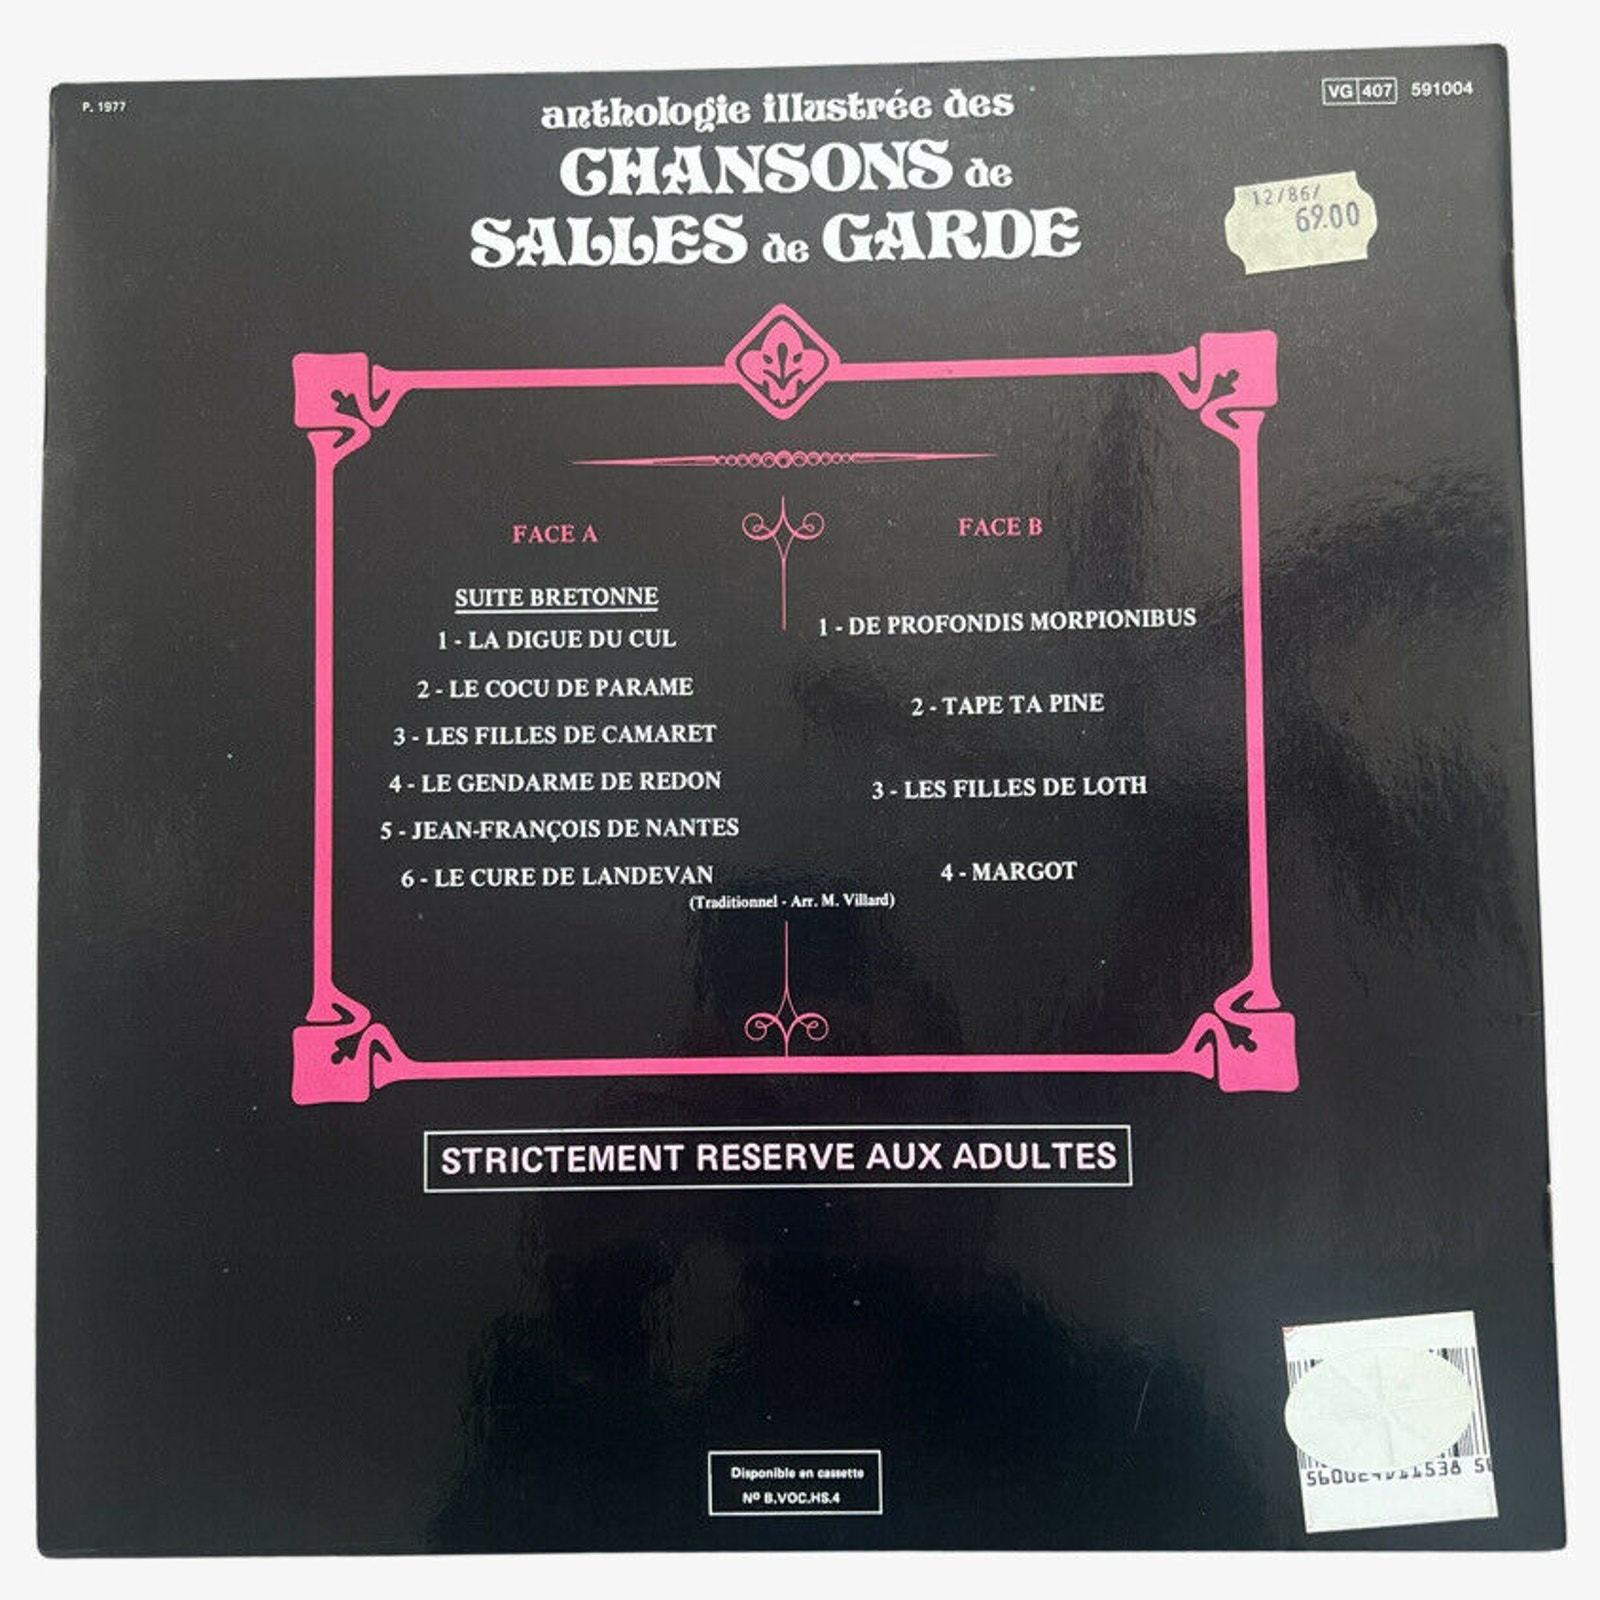 P. 1977
anthologie illustrée des
CHANSONS de
SALLES de GARDE
VG 407 591004
12/86/
69.00
FACE A
SUITE BRETONNE
1 - LA DIGUE DU CUL
2 - LE COCU DE PARAME
3 - LES FILLES DE CAMARET
4 - LE GENDARME DE REDON
5 - JEAN-FRANÇOIS DE NANTES
6 - LE CURE DE LANDEVAN
FACE B
1 - DE PROFONDIS MORPIONIBUS
2 - TAPE TA PINE
3 - LES FILLES DE LOTH
4 - MARGOT
(Traditionnel - Arr. M. Villard)
STRICTEMENT RESERVE AUX ADULTES
Disponible en cassette
Nº B.VOC.HS.4